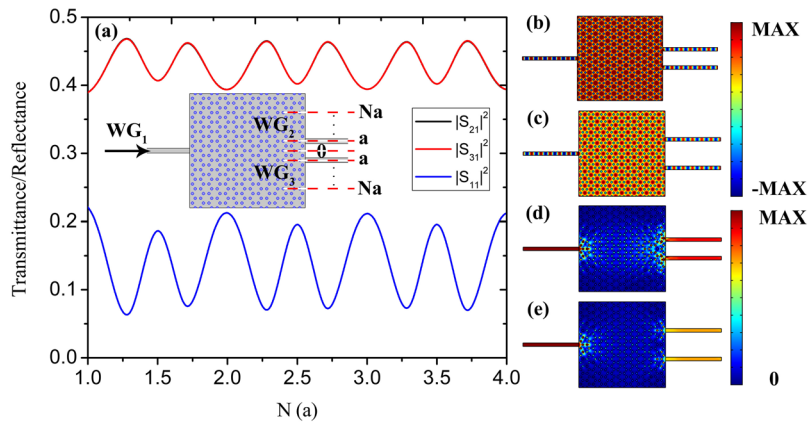 (a)
Transmittance/Reflectance
0.5
0.4
0.3
0.2
0.1
0.0
1.0 1.5 2.0 2.5 3.0 3.5 4.0
N (a)
WG1
WG2
WG3
Na
a
0
a
Na
|S21|^2
|S31|^2
|S11|^2
(b)
(c)
(d)
(e)
MAX
-MAX
MAX
0